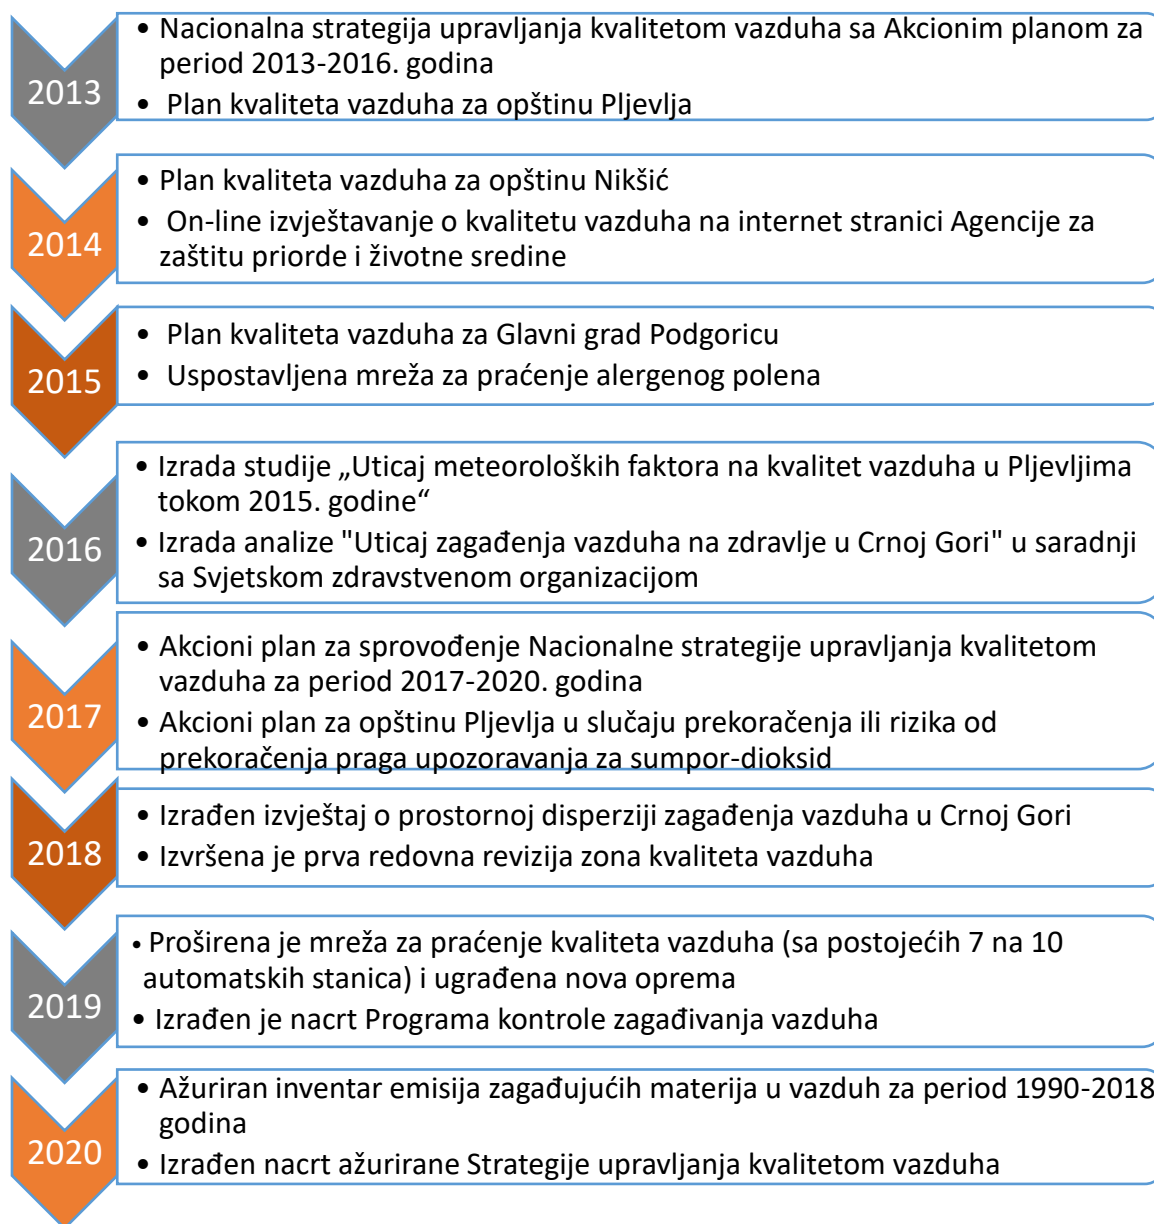 2013
• Nacionalna strategija upravljanja kvalitetom vazduha sa Akcionim planom za
period 2013-2016. godina
• Plan kvaliteta vazduha za opštinu Pljevlja
2014
• Plan kvaliteta vazduha za opštinu Nikšić
• On-line izvještavanje o kvalitetu vazduha na internet stranici Agencije za
zaštitu priorde i životne sredine
2015
• Plan kvaliteta vazduha za Glavni grad Podgoricu
• Uspostavljena mreža za praćenje alergenog polena
2016
• Izrada studije „Uticaj meteoroloških faktora na kvalitet vazduha u Pljevljima
tokom 2015. godine“
• Izrada analize "Uticaj zagađenja vazduha na zdravlje u Crnoj Gori" u saradnji
sa Svjetskom zdravstvenom organizacijom
2017
• Akcioni plan za sprovođenje Nacionalne strategije upravljanja kvalitetom
vazduha za period 2017-2020. godina
• Akcioni plan za opštinu Pljevlja u slučaju prekoračenja ili rizika od
prekoračenja praga upozoravanja za sumpor-dioksid
2018
• Izrađen izvještaj o prostornoj disperziji zagađenja vazduha u Crnoj Gori
• Izvršena je prva redovna revizija zona kvaliteta vazduha
2019
• Proširena je mreža za praćenje kvaliteta vazduha (sa postojećih 7 na 10
automatskih stanica) i ugrađena nova oprema
• Izrađen je nacrt Programa kontrole zagađivanja vazduha
2020
• Ažuriran inventar emisija zagađujućih materija u vazduh za period 1990-2018
godina
• Izrađen nacrt ažurirane Strategije upravljanja kvalitetom vazduha